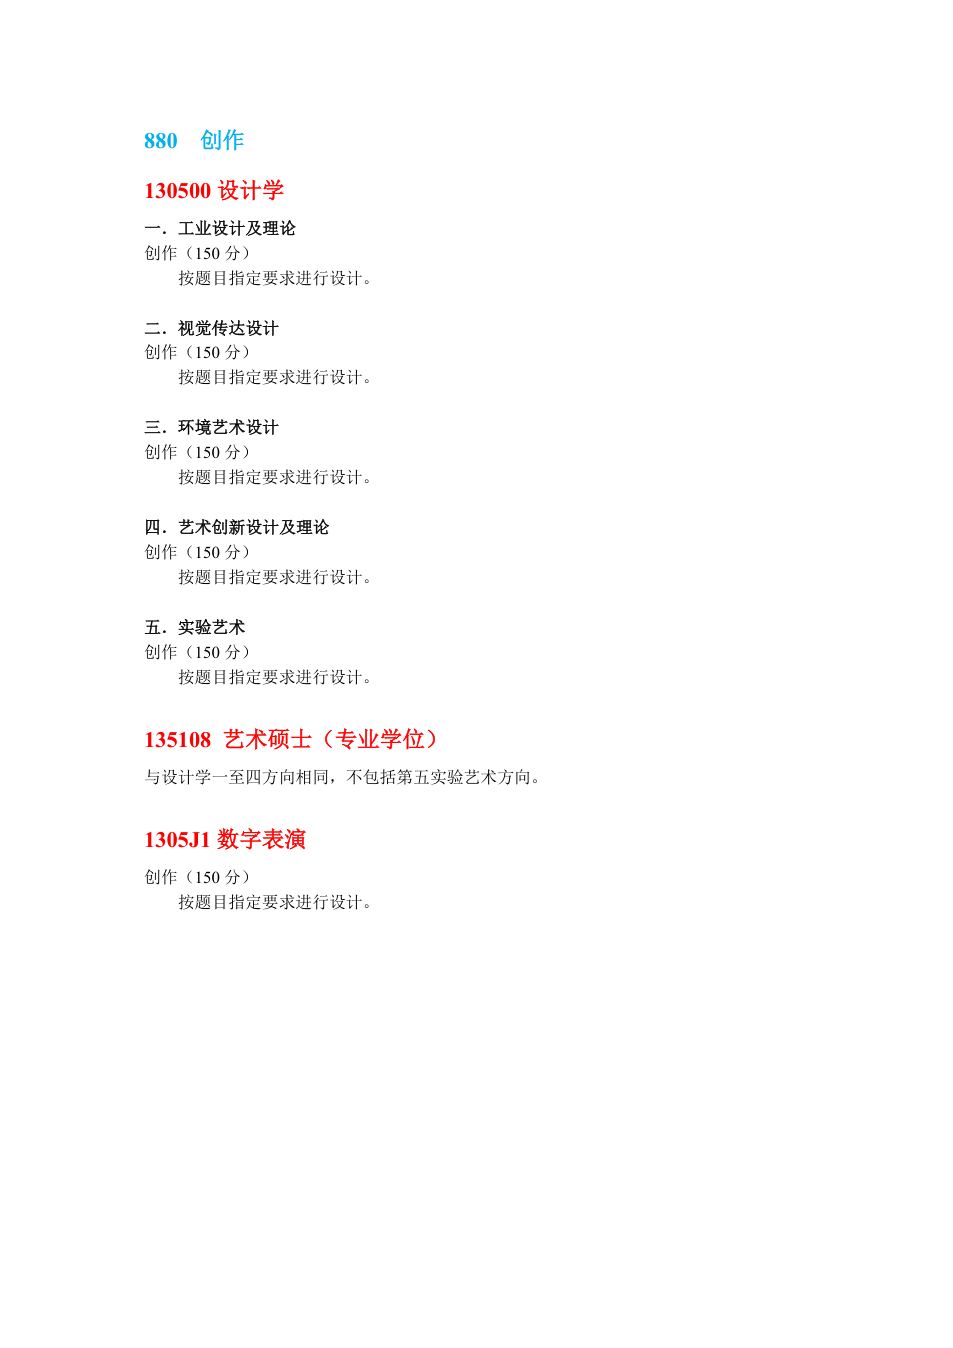 880　创作
130500 设计学
一．工业设计及理论
创作（150 分）
按题目指定要求进行设计。
二．视觉传达设计
创作（150 分）
按题目指定要求进行设计。
三．环境艺术设计
创作（150 分）
按题目指定要求进行设计。
四．艺术创新设计及理论
创作（150 分）
按题目指定要求进行设计。
五．实验艺术
创作（150 分）
按题目指定要求进行设计。
135108 艺术硕士（专业学位）
与设计学一至四方向相同，不包括第五实验艺术方向。
1305J1 数字表演
创作（150 分）
按题目指定要求进行设计。